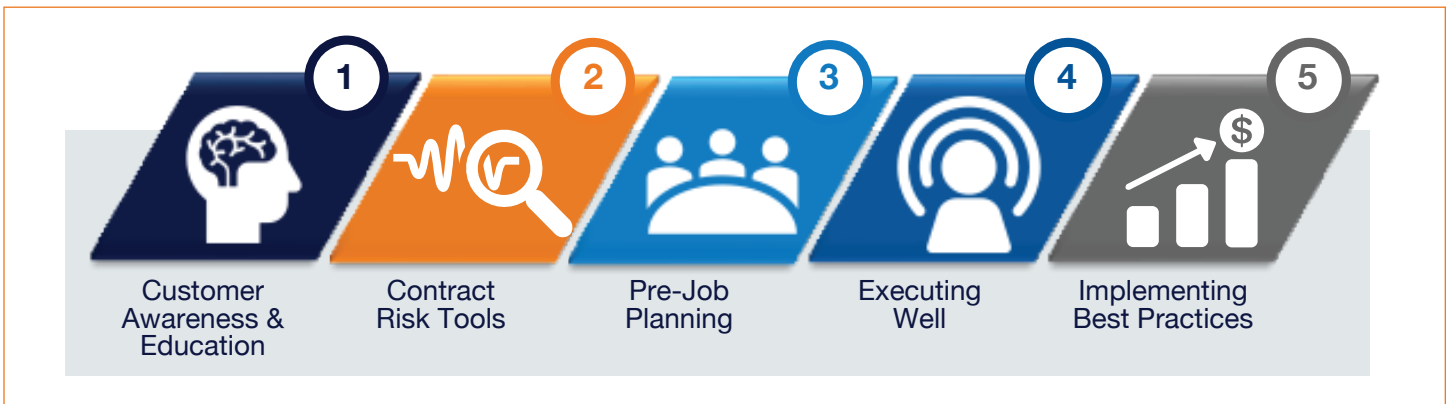 1
2
3
4
5
$
Customer
Awareness &
Education
Contract
Risk Tools
Pre-Job
Planning
Executing
Well
Implementing
Best Practices